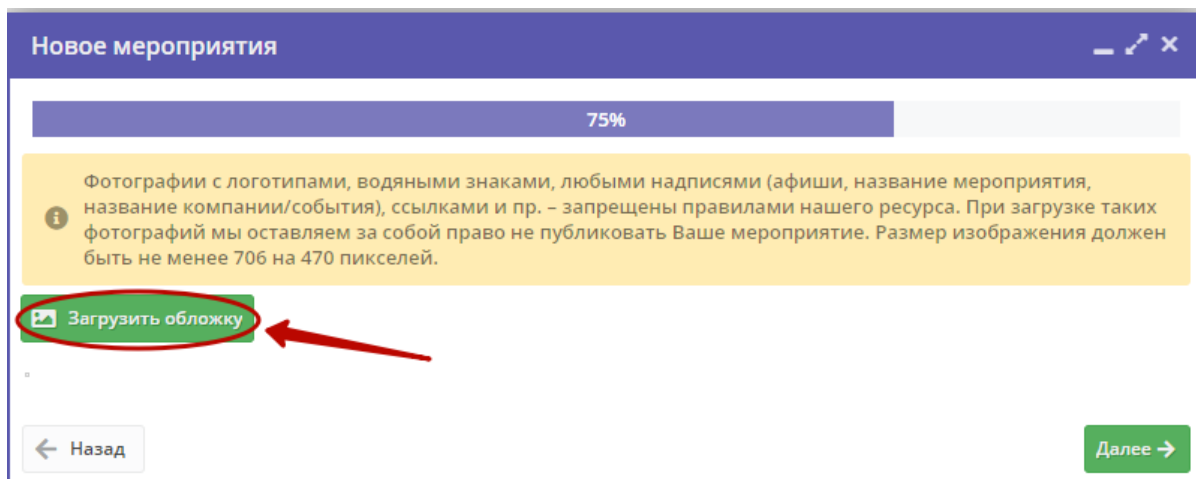 Новое мероприятия
75%
Фотографии с логотипами, водяными знаками, любыми надписями (афиши, название мероприятия,
название компании/события), ссылками и пр. – запрещены правилами нашего ресурса. При загрузке таких
фотографий мы оставляем за собой право не публиковать Ваше мероприятие. Размер изображения должен
быть не менее 706 на 470 пикселей.
Загрузить обложку
Назад
Далее